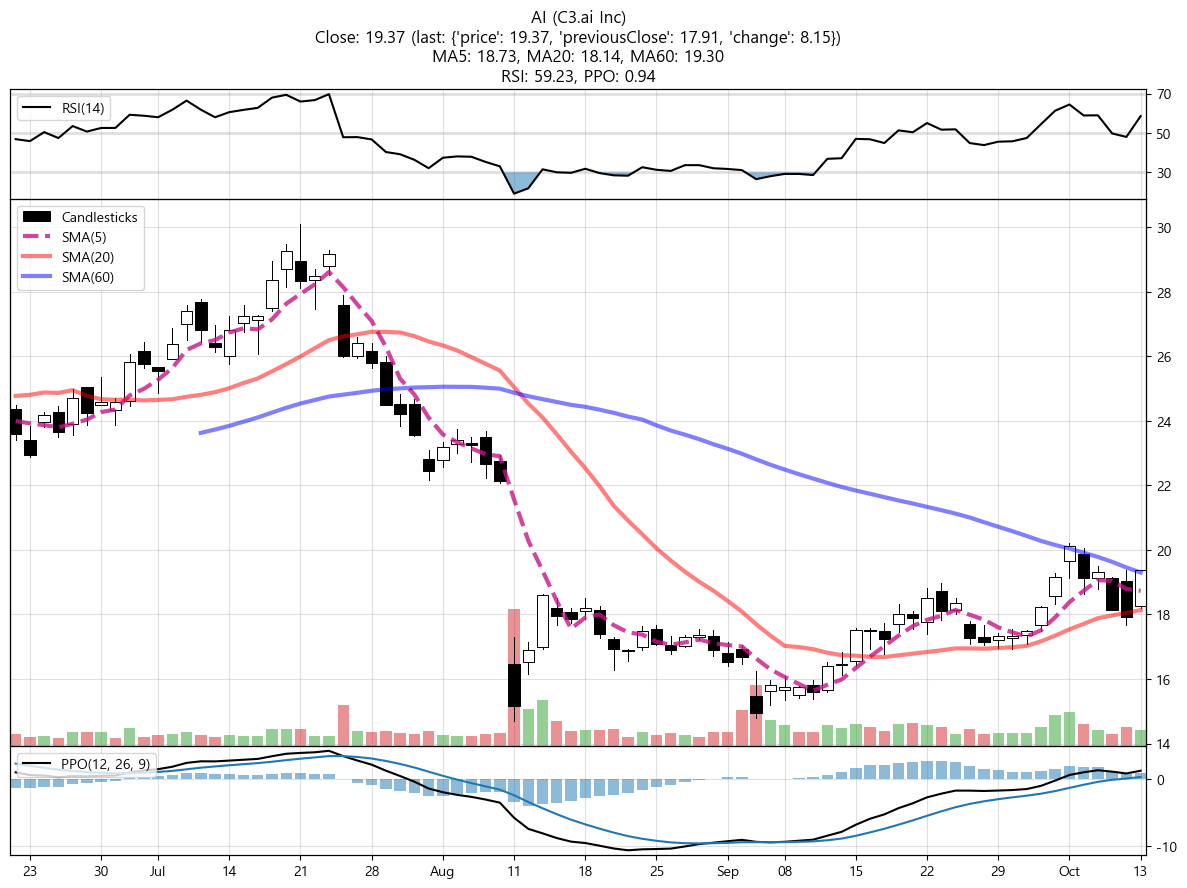 AI (C3.ai Inc)
Close: 19.37 (last: {'price': 19.37, 'previousClose': 17.91, 'change': 8.15})
MA5: 18.73, MA20: 18.14, MA60: 19.30
RSI: 59.23, PPO: 0.94
RSI(14)
70
50
30
Candlesticks
SMA(5)
SMA(20)
SMA(60)
30
28
26
24
22
20
18
16
14
PPO(12, 26, 9)
0
-10
23 30 Jul 14 21 28 Aug 11 18 25 Sep 08 15 22 29 Oct 13